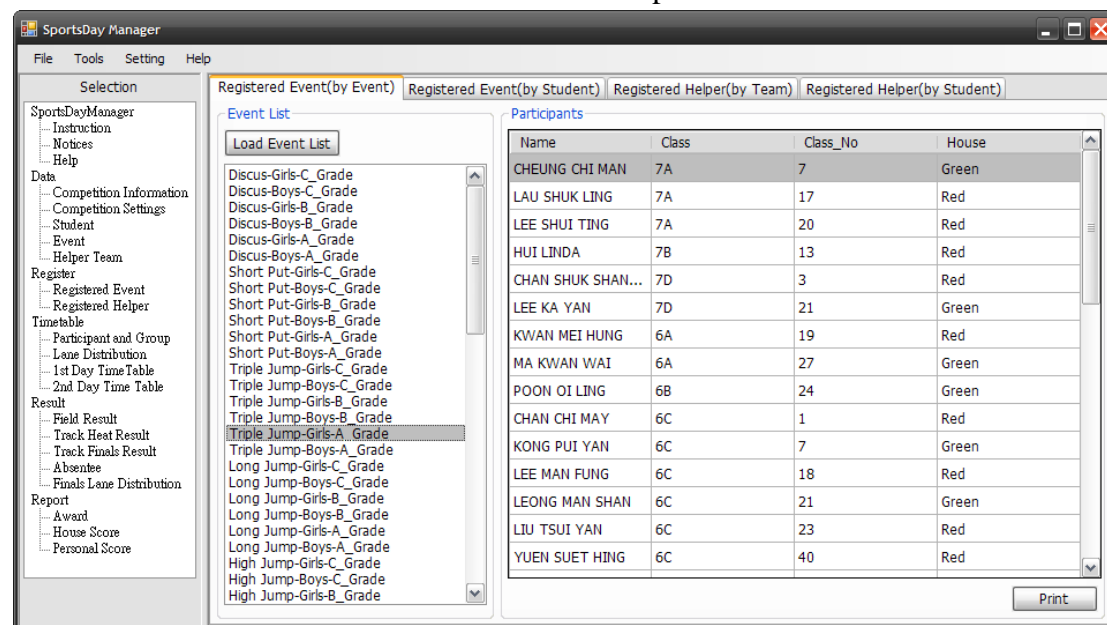 SportsDay Manager
File Tools Setting Help
Selection
SportsDayManager
Instruction
Notices
Help
Data
Competition Information
Competition Settings
Student
Event
Helper Team
Register
Registered Event
Registered Helper
Timetable
Participant and Group
Lane Distribution
1st Day TimeTable
2nd Day Time Table
Result
Field Result
Track Heat Result
Track Finals Result
Absentee
Finals Lane Distribution
Report
Award
House Score
Personal Score
Registered Event(by Event) Registered Event(by Student) Registered Helper(by Team) Registered Helper(by Student)
Event List
Load Event List
Discus-Girls-C_Grade
Discus-Boys-C_Grade
Discus-Girls-B_Grade
Discus-Boys-B_Grade
Discus-Girls-A_Grade
Discus-Boys-A_Grade
Short Put-Girls-C_Grade
Short Put-Boys-C_Grade
Short Put-Girls-B_Grade
Short Put-Boys-B_Grade
Short Put-Girls-A_Grade
Short Put-Boys-A_Grade
Triple Jump-Girls-C_Grade
Triple Jump-Boys-C_Grade
Triple Jump-Girls-B_Grade
Triple Jump-Boys-B_Grade
Triple Jump-Girls-A_Grade
Triple Jump-Boys-A_Grade
Long Jump-Girls-C_Grade
Long Jump-Boys-C_Grade
Long Jump-Girls-B_Grade
Long Jump-Boys-B_Grade
Long Jump-Girls-A_Grade
Long Jump-Boys-A_Grade
High Jump-Girls-C_Grade
High Jump-Boys-C_Grade
High Jump-Girls-B_Grade
Participants
Name Class Class_No House
CHEUNG CHI MAN 7A 7 Green
LAU SHUK LING 7A 17 Red
LEE SHUI TING 7A 20 Red
HUI LINDA 7B 13 Red
CHAN SHUK SHAN... 7D 3 Red
LEE KA YAN 7D 21 Green
KWAN MEI HUNG 6A 19 Red
MA KWAN WAI 6A 27 Green
POON OI LING 6B 24 Green
CHAN CHI MAY 6C 1 Red
KONG PUI YAN 6C 7 Green
LEE MAN FUNG 6C 18 Red
LEONG MAN SHAN 6C 21 Green
LIU TSUI YAN 6C 23 Red
YUEN SUET HING 6C 40 Red
Print